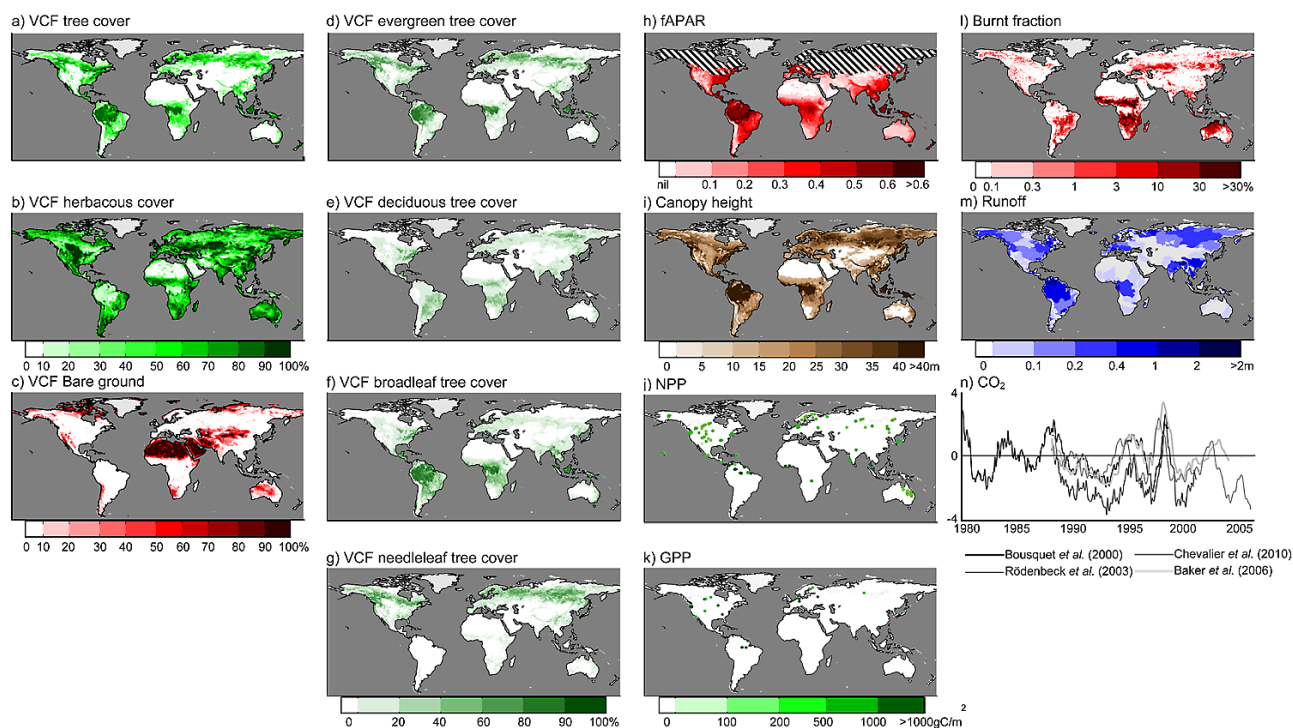 a) VCF tree cover
d) VCF evergreen tree cover
h) fAPAR
l) Burnt fraction
nil 0.1 0.2 0.3 0.4 0.5 0.6 >0.6
0 0.1 0.3 1 3 10 30 >30%
b) VCF herbacous cover
e) VCF deciduous tree cover
i) Canopy height
m) Runoff
0 10 20 30 50 60 70 80 90 100%
0 5 10 15 20 25 30 35 40 >40m
0 0.1 0.2 0.4 1 2 >2m
c) VCF Bare ground
f) VCF broadleaf tree cover
j) NPP
n) CO₂
4
0
-4
1980 1985 1990 1995 2000 2005
0 10 20 30 40 50 60 70 80 90 100%
Bousquet et al. (2000) Chevalier et al. (2010)
Rödenbeck et al. (2003) Baker et al. (2006)
g) VCF needleleaf tree cover
k) GPP
0 20 40 60 80 90 100%
0 100 200 500 1000 >1000gC/m
2